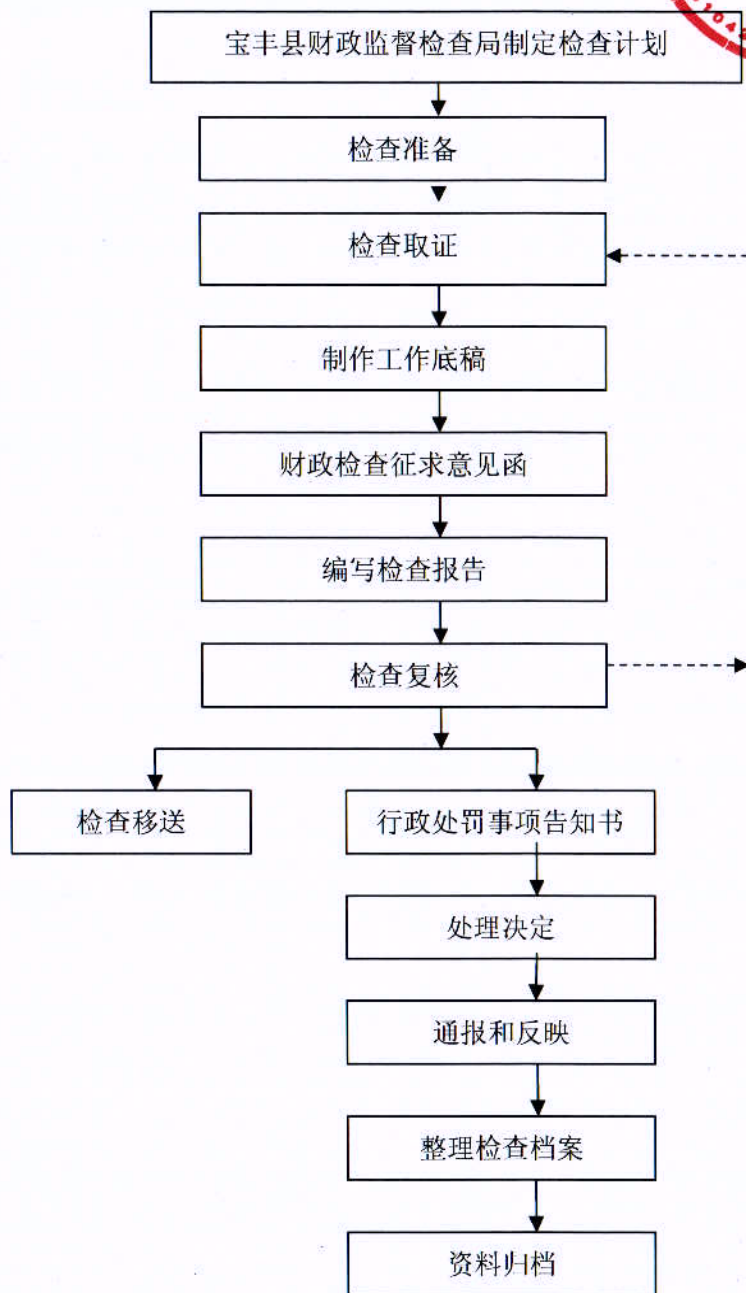 宝丰县财政监督检查局制定检查计划
检查准备
检查取证
制作工作底稿
财政检查征求意见函
编写检查报告
检查复核
检查移送
行政处罚事项告知书
处理决定
通报和反映
整理检查档案
资料归档